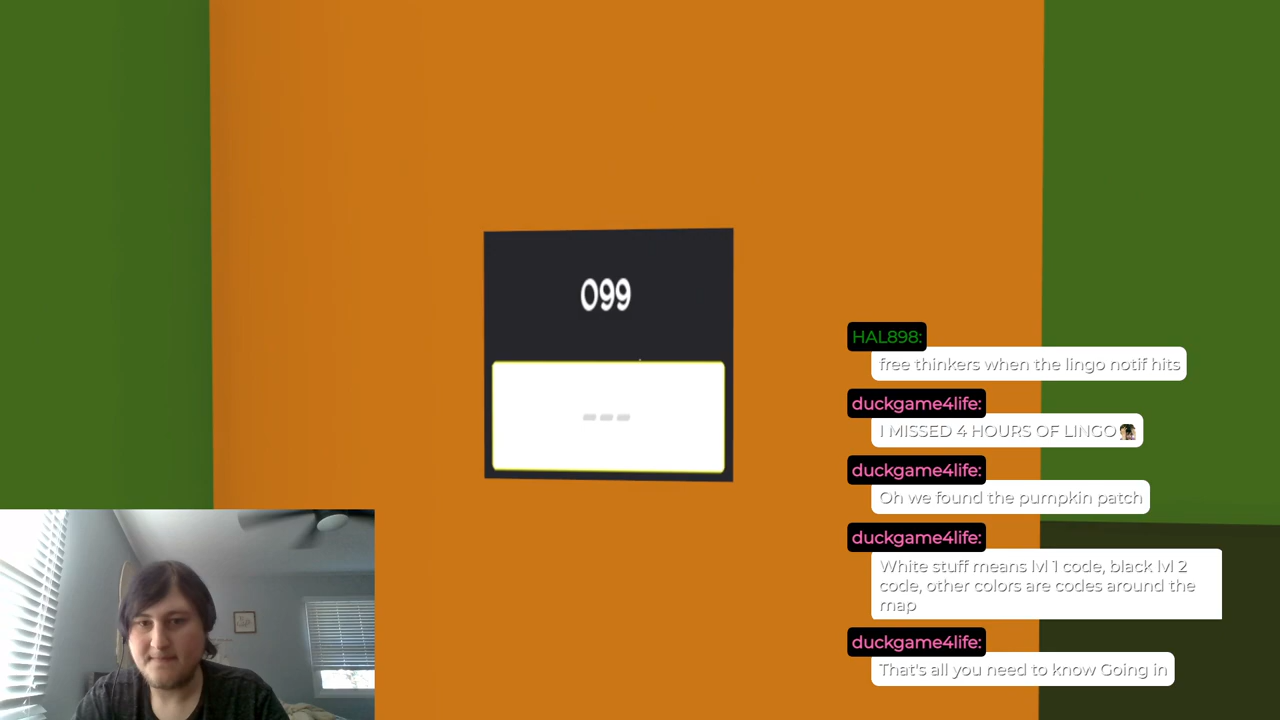 099
---
HAL898:
free thinkers when the lingo notif hits
duckgame4life:
I MISSED 4 HOURS OF LINGO
duckgame4life:
Oh we found the pumpkin patch
duckgame4life:
White stuff means lvl 1 code, black lvl 2
code, other colors are codes around the
map
duckgame4life:
That's all you need to know Going in